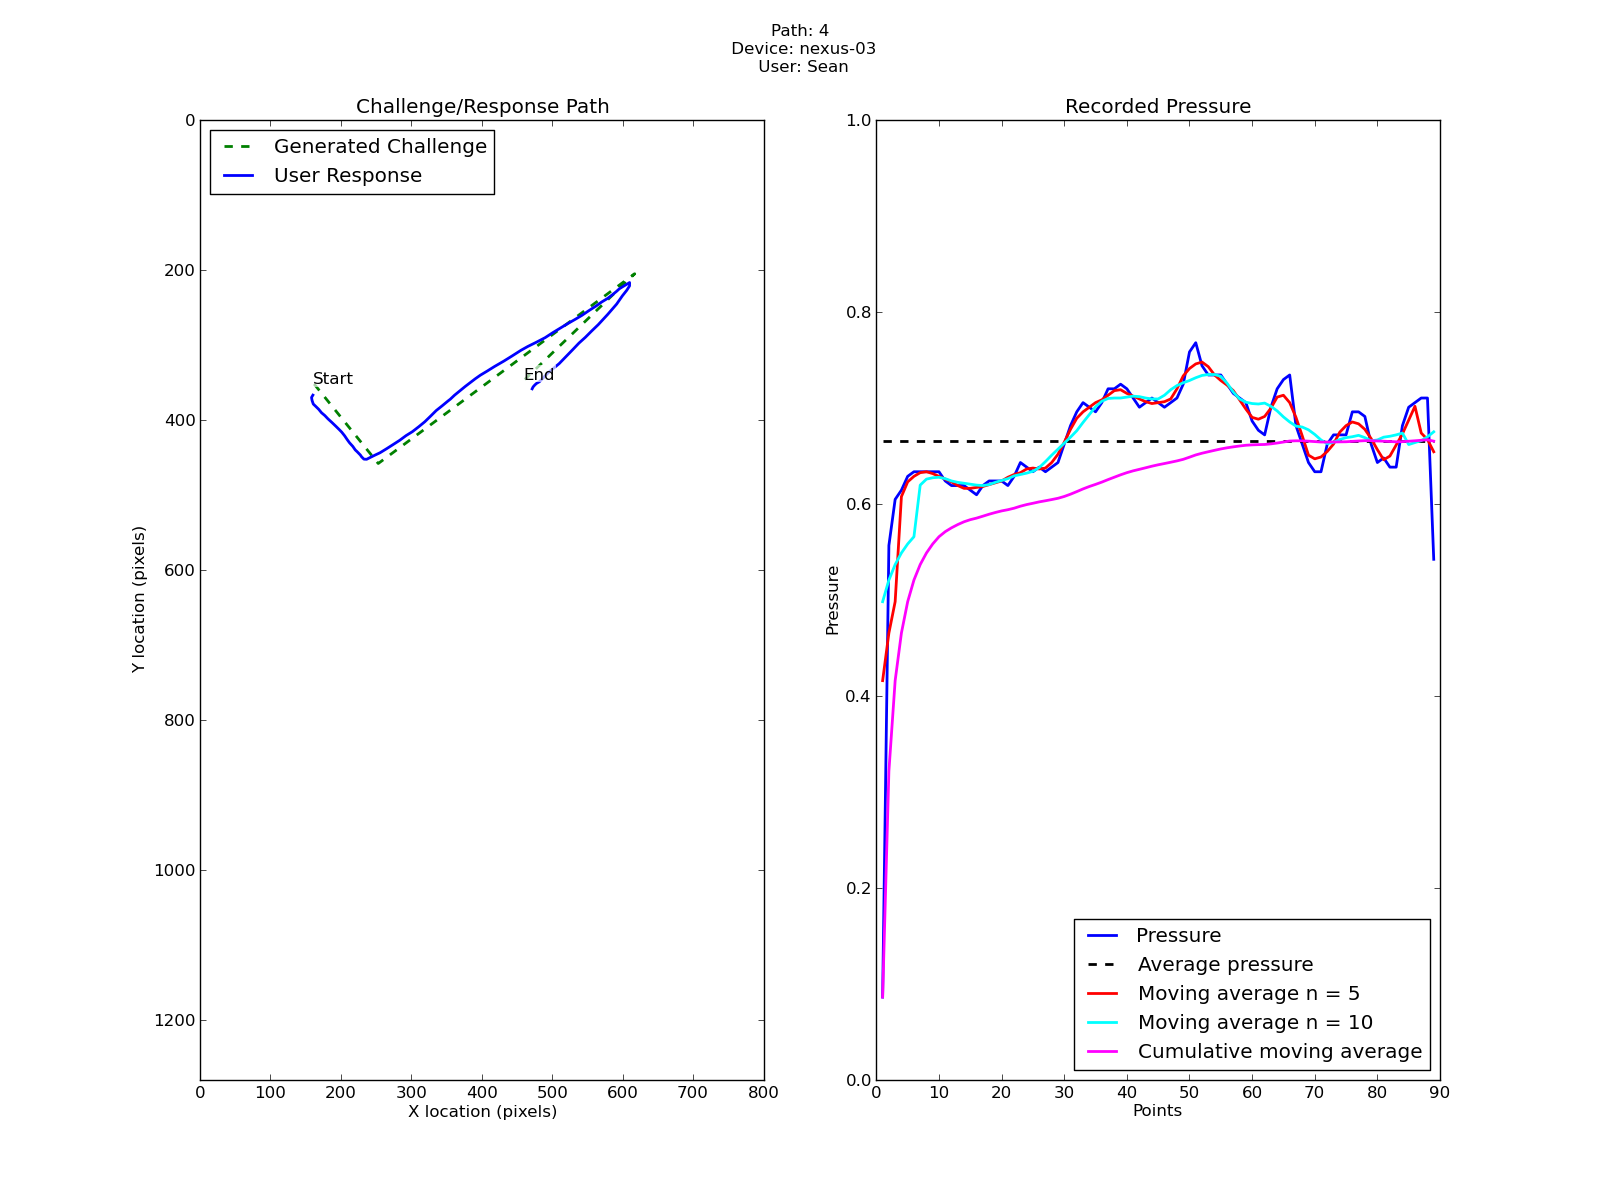 Path: 4
Device: nexus-03
User: Sean
Challenge/Response Path
Generated Challenge
User Response
Start
End
0
200
400
600
800
1000
1200
Y location (pixels)
0 100 200 300 400 500 600 700 800
X location (pixels)
Recorded Pressure
1.0
0.8
0.6
0.4
0.2
0.0
Pressure
Pressure
Average pressure
Moving average n = 5
Moving average n = 10
Cumulative moving average
0 10 20 30 40 50 60 70 80 90
Points